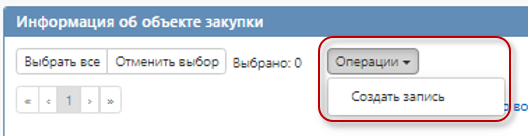 Информация об объекте закупки
Выбрать все Отменить выбор Выбрано: 0 Операции
« ‹ 1 › »
Создать запись